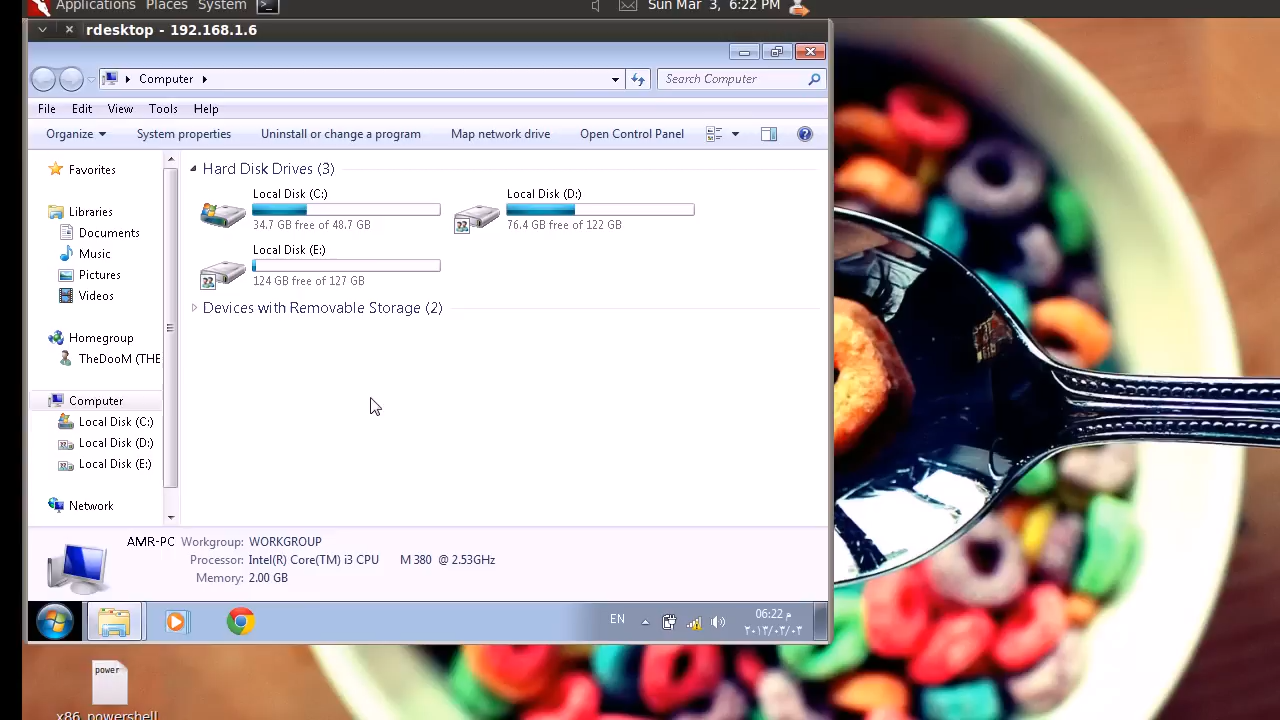 Applications Places System
Sun Mar 3, 6:22 PM
rdesktop - 192.168.1.6
Computer
Search Computer
File Edit View Tools Help
Organize System properties Uninstall or change a program Map network drive Open Control Panel
Favorites
Libraries
Documents
Music
Pictures
Videos
Homegroup
TheDooM (THE
Computer
Local Disk (C:)
Local Disk (D:)
Local Disk (E:)
Network
Hard Disk Drives (3)
Local Disk (C:)
34.7 GB free of 48.7 GB
Local Disk (D:)
76.4 GB free of 122 GB
Local Disk (E:)
124 GB free of 127 GB
Devices with Removable Storage (2)
AMR-PC Workgroup: WORKGROUP
Processor: Intel(R) Core(TM) i3 CPU M 380 @ 2.53GHz
Memory: 2.00 GB
EN
06:22 م
٢٠١٣/٠٣/٠٣
power
x86 powershell